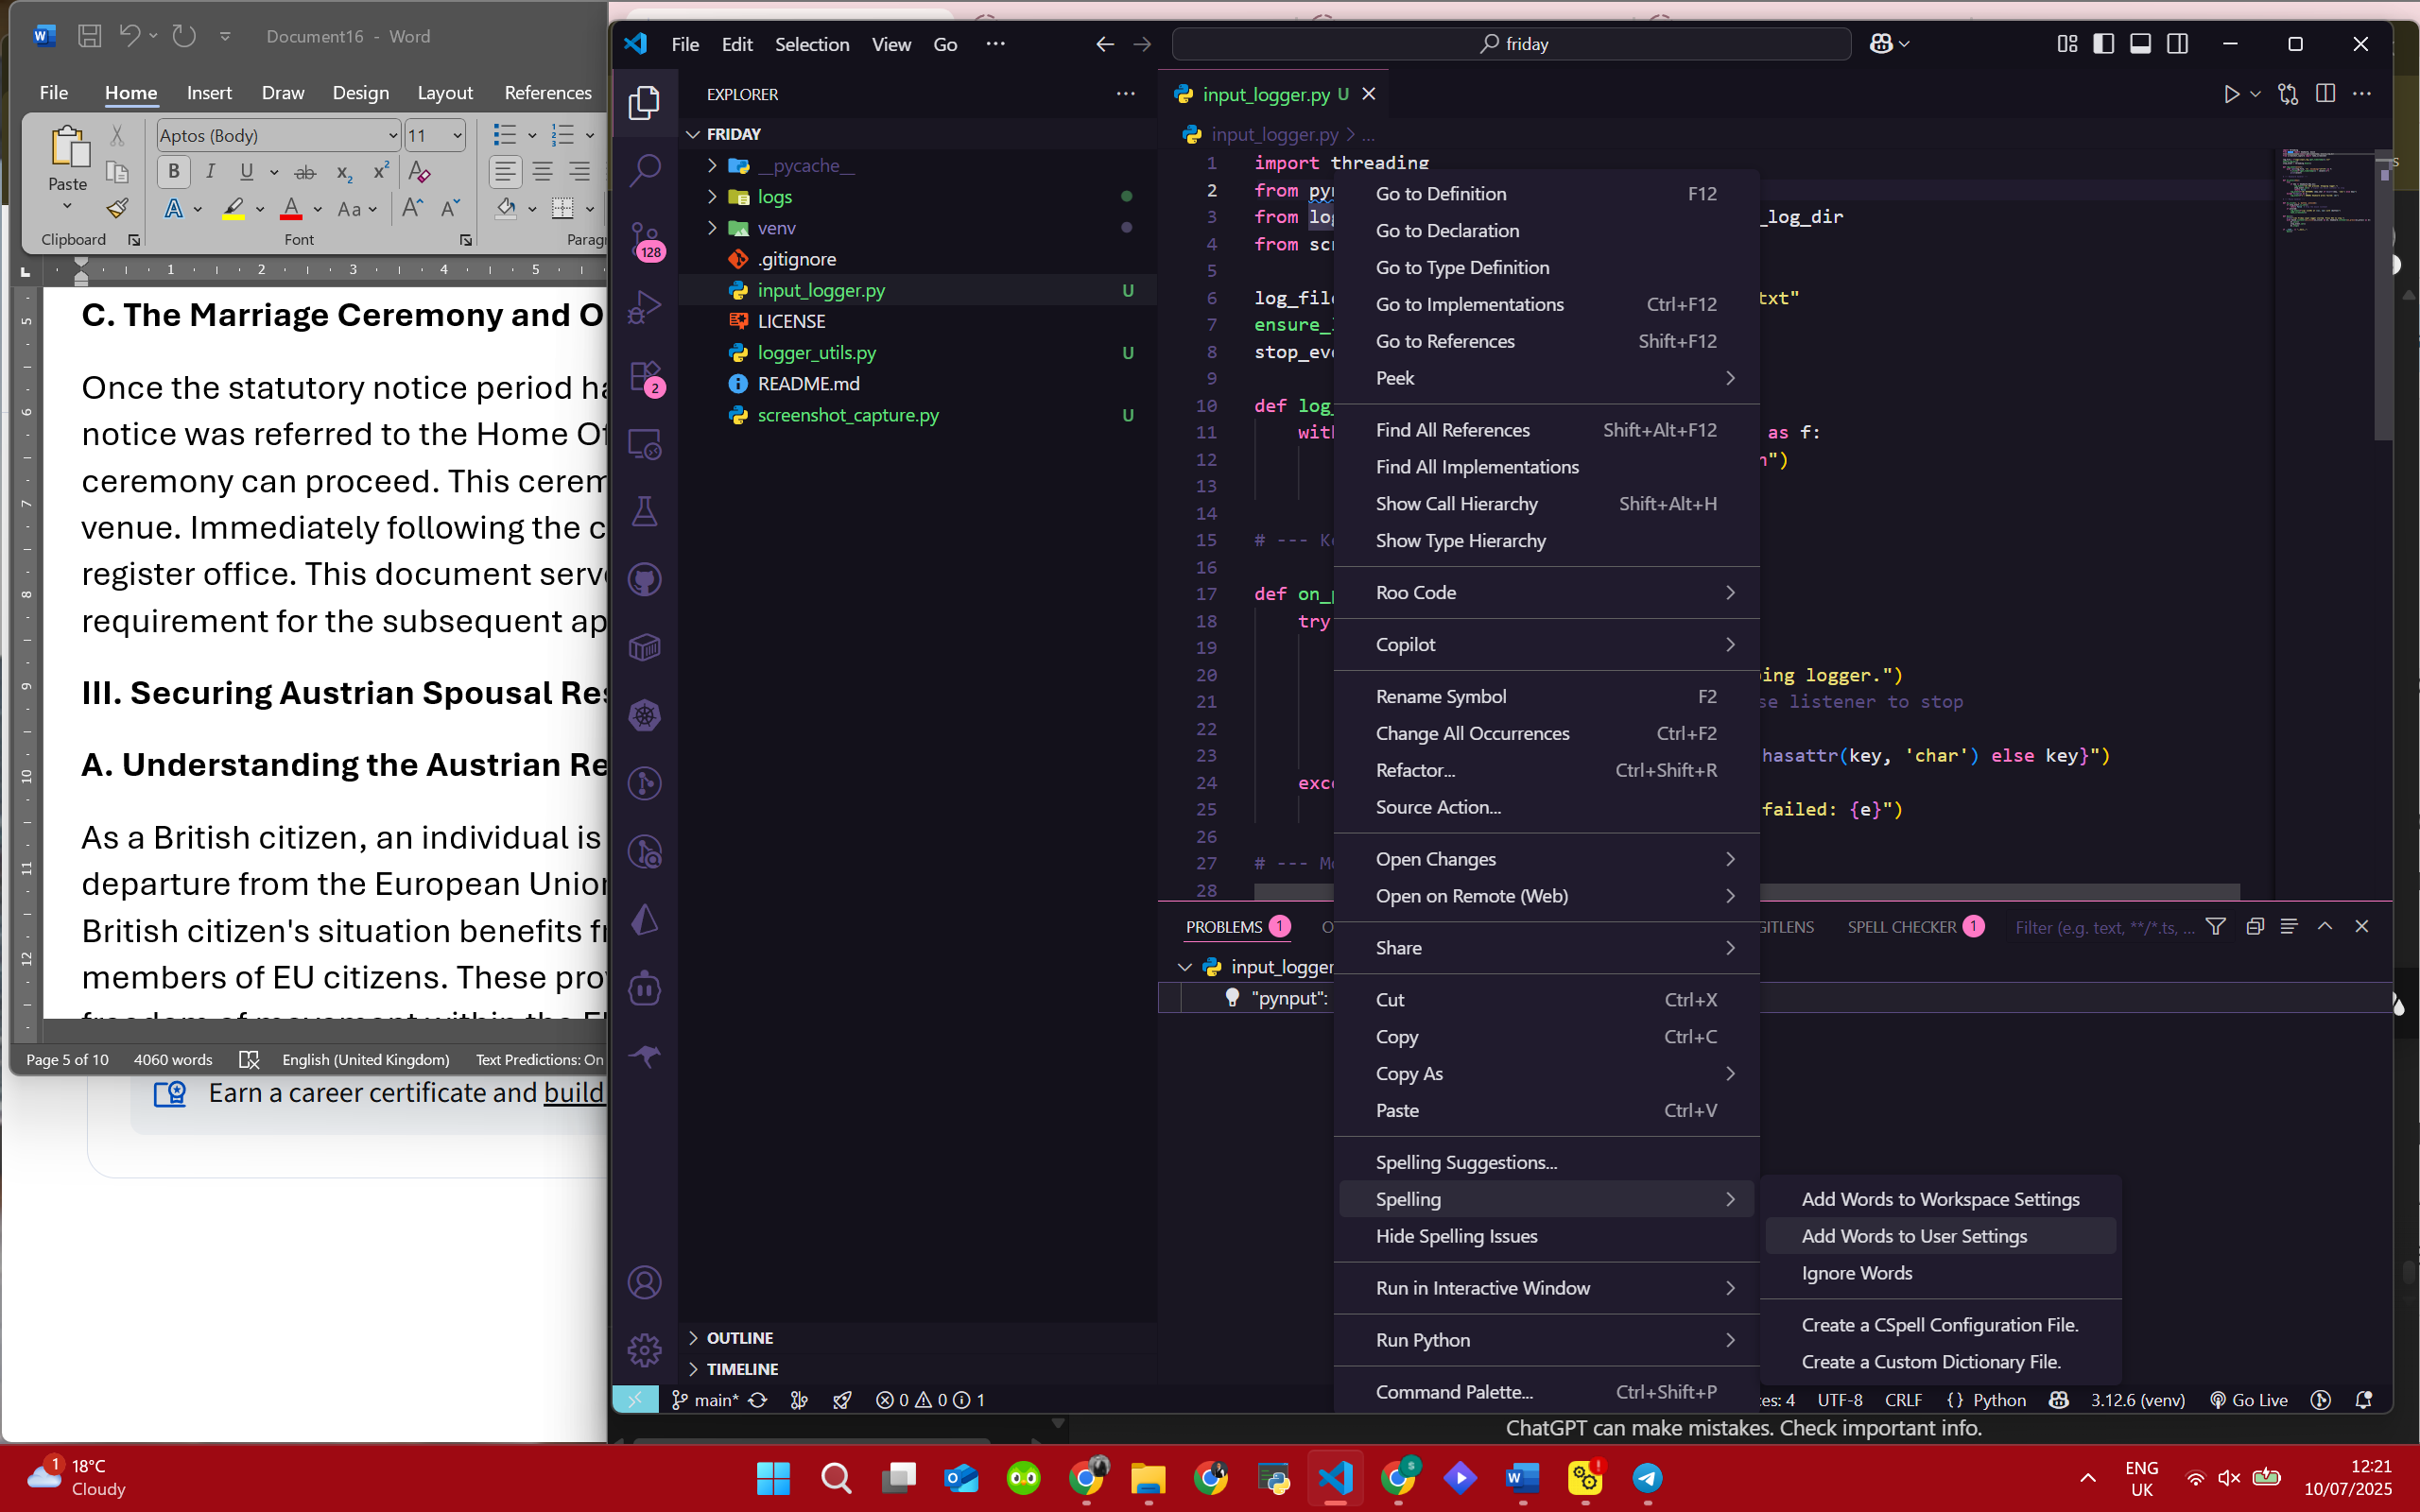 Document16 - Word
File Home Insert Draw Design Layout References
Paste
Aptos (Body) 11
Clipboard
Font
C. The Marriage Ceremony and O
Once the statutory notice period ha
notice was referred to the Home Of
ceremony can proceed. This cerem
venue. Immediately following the c
register office. This document serv
requirement for the subsequent ap
III. Securing Austrian Spousal Re
A. Understanding the Austrian Re
As a British citizen, an individual is
departure from the European Union
British citizen's situation benefits f
members of EU citizens. These pro
Page 5 of 10 4060 words English (United Kingdom) Text Predictions: On
Earn a career certificate and build
File Edit Selection View Go ···
friday
EXPLORER
FRIDAY
__pycache__
logs
venv
.gitignore
input_logger.py U
LICENSE
logger_utils.py U
README.md
screenshot_capture.py U
OUTLINE
TIMELINE
128
2
input_logger.py U
input_logger.py > ...
1 import threading
2 from pyn
3 from log _log_dir
4 from scr
5
6 log_file txt"
7 ensure_l
8 stop_eve
9
10 def log_
11 with as f:
12 n")
13
14
15 # --- Ke
16
17 def on_p
18 try
19
20 ing logger.")
21 se listener to stop
22
23 hasattr(key, 'char') else key}")
24 exce
25 failed: {e}")
26
27 # --- Mo
28
Go to Definition F12
Go to Declaration
Go to Type Definition
Go to Implementations Ctrl+F12
Go to References Shift+F12
Peek
Find All References Shift+Alt+F12
Find All Implementations
Show Call Hierarchy Shift+Alt+H
Show Type Hierarchy
Roo Code
Copilot
Rename Symbol F2
Change All Occurrences Ctrl+F2
Refactor... Ctrl+Shift+R
Source Action...
Open Changes
Open on Remote (Web)
Share
Cut Ctrl+X
Copy Ctrl+C
Copy As
Paste Ctrl+V
Spelling Suggestions...
Spelling
Hide Spelling Issues
Run in Interactive Window
Run Python
Command Palette... Ctrl+Shift+P
Add Words to Workspace Settings
Add Words to User Settings
Ignore Words
Create a CSpell Configuration File.
Create a Custom Dictionary File.
PROBLEMS 1 O GITLENS SPELL CHECKER 1 Filter (e.g. text, **/*.ts, ...
input_logger
"pynput":
main* 0 0 1 ces: 4 UTF-8 CRLF {} Python 3.12.6 (venv) Go Live
ChatGPT can make mistakes. Check important info.
1 18°C
Cloudy
ENG
UK
12:21
10/07/2025